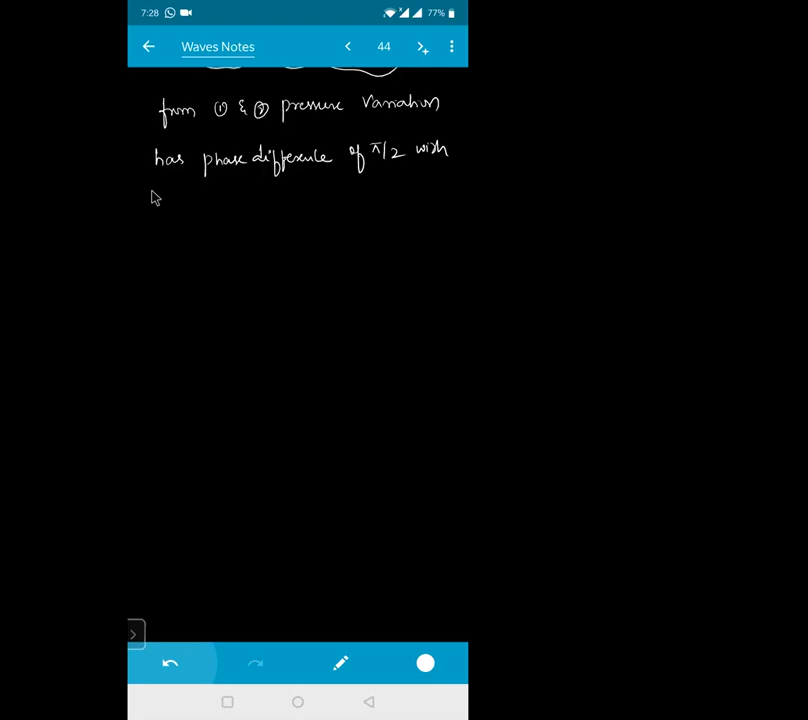 7:28 77%
Waves Notes 44
from ① & ② pressure Variation
has phase difference of π/2 with